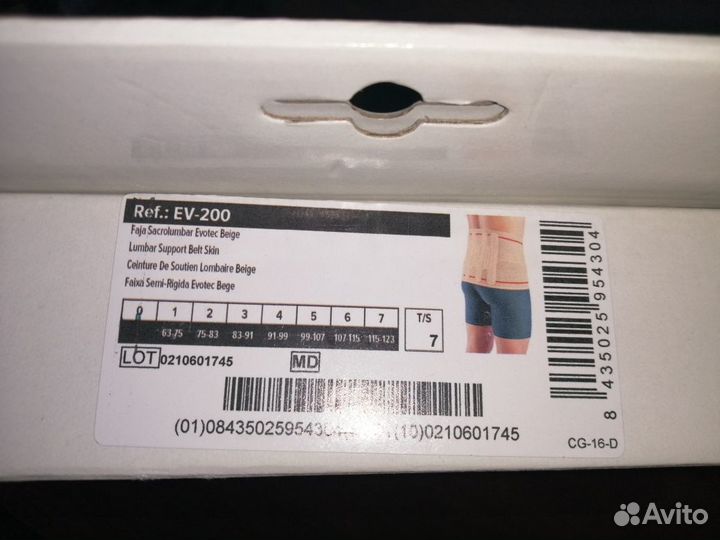 Ref.: EV-200
Faja Sacrolumbar Evotec Beige
Lumbar Support Belt Skin
Ceinture De Soutien Lombaire Beige
Faixa Semi-Rigida Evotec Bege
0 1 2 3 4 5 6 7 T/S
63-75 75-83 83-91 91-99 99-107 107-115 115-123 7
LOT 0210601745 MD
(10)0210601745
8 435025 954304
CG-16-D
Avito